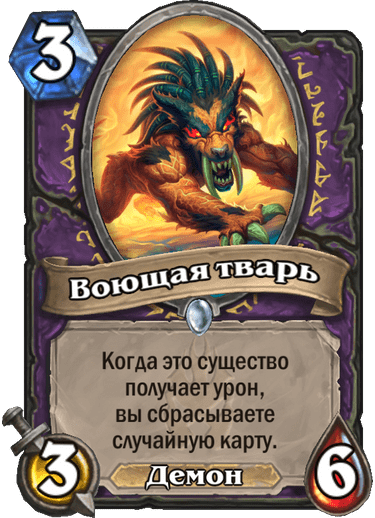 3
Воющая тварь
Когда это существо
получает урон,
вы сбрасываете
случайную карту.
3
Демон
6